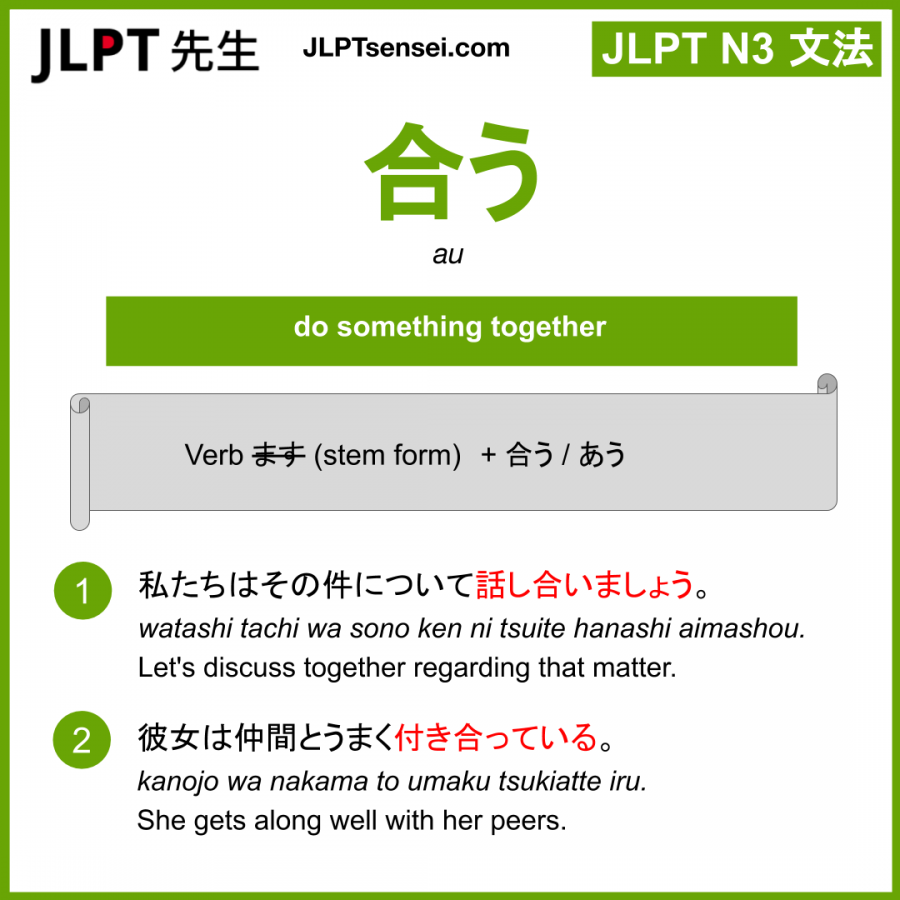 JLPT 先生
JLPTsensei.com
JLPT N3 文法
合う
au
do something together
Verb ます (stem form) + 合う / あう
1
私たちはその件について話し合いましょう。
watashi tachi wa sono ken ni tsuite hanashi aimashou.
Let's discuss together regarding that matter.
2
彼女は仲間とうまく付き合っている。
kanojo wa nakama to umaku tsukiatte iru.
She gets along well with her peers.